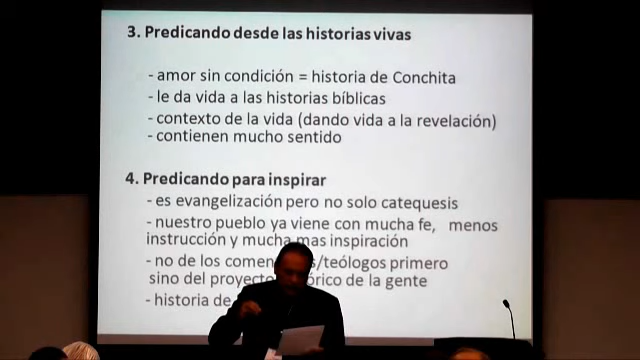 3. Predicando desde las historias vivas
- amor sin condición = historia de Conchita
- le da vida a las historias bíblicas
- contexto de la vida (dando vida a la revelación)
- contienen mucho sentido
4. Predicando para inspirar
- es evangelización pero no solo catequesis
- nuestro pueblo ya viene con mucha fe, menos
instrucción y mucha mas inspiración
- no de los comen s/teólogos primero
sino del proyecto órico de la gente
- historia de